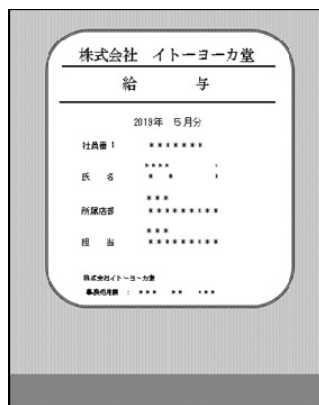 株式会社 イトーヨーカ堂
給 与
2019年 5月分
社員番号 *******
****
氏 名 * *
***
所属店部 *********
***
担 当 *********
株式会社イトーヨーカ堂
*** ** ***